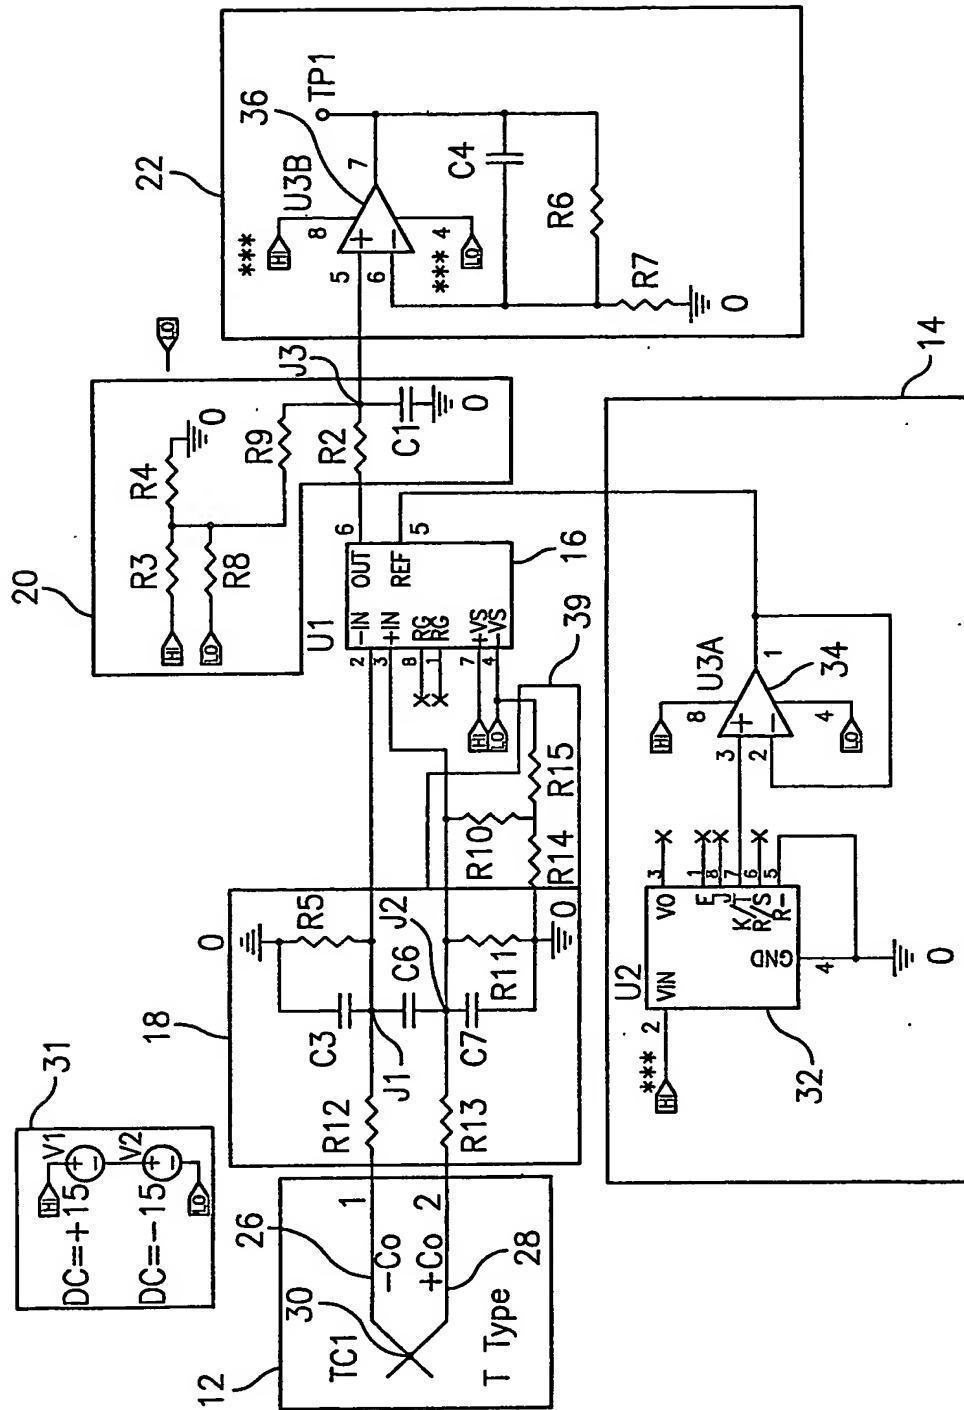 31
V1
HI
DC=+15
V2
DC=-15
LO
12
TC1
30
26
-Co
1
+Co
2
28
T Type
18
0
R5
C3
R12
J1
C6
J2
R13
C7
R11
0
R10
R14
R15
39
20
HI
R3
R4
0
LO
R8
R9
LO
U1
2
-IN
OUT
6
3
+IN
REF
5
8
RG
1
RG
7
+VS
4
-VS
HI
LO
16
R2
J3
C1
0
22
***
HI
8
U3B
36
TP1
5
+
6
-
7
***
4
LO
C4
R6
R7
0
14
U2
***
HI
2
VIN
VO
3
E
1
J
8
K/T
7
R/S
6
R-
5
GND
4
0
32
HI
8
U3A
3
+
2
-
1
34
4
LO